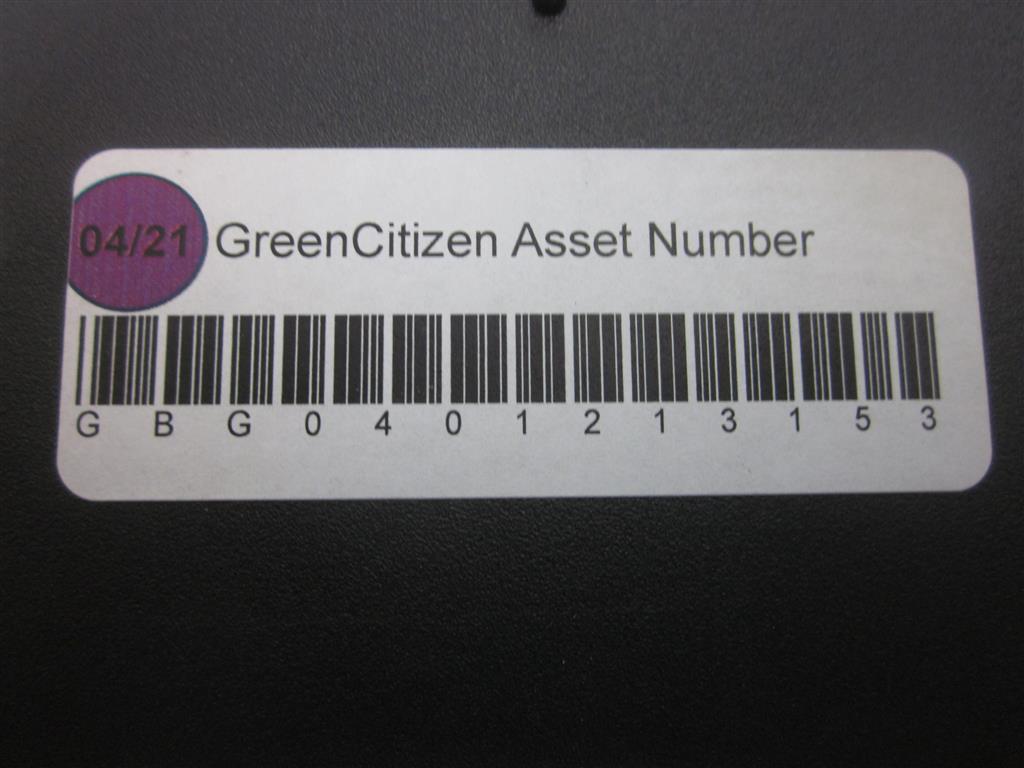 04/21 GreenCitizen Asset Number
G B G 0 4 0 1 2 1 3 1 5 3